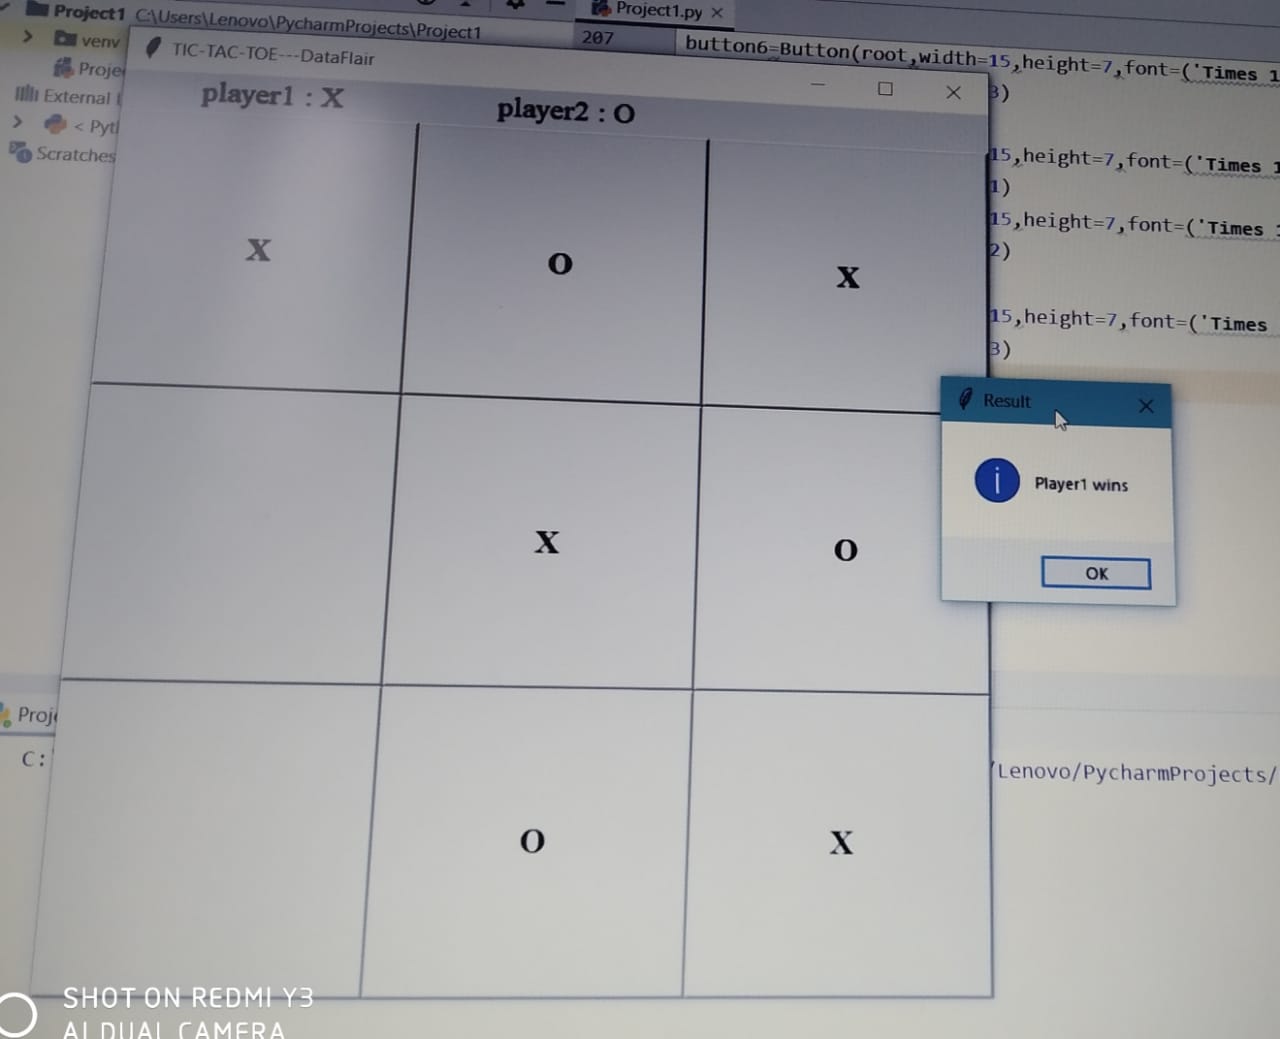 Project1 C:\Users\Lenovo\PycharmProjects\Project1
Project1.py
venv
207
button6=Button(root,width=15,height=7,font=('Times 1
TIC-TAC-TOE---DataFlair
3)
External
player1 : X
player2 : O
Scratches
15,height=7,font=('Times 1
1)
15,height=7,font=('Times
2)
X
O
X
15,height=7,font=('Times
3)
Result
Player1 wins
OK
X
O
C:
/Lenovo/PycharmProjects/
O
X
SHOT ON REDMI Y3
AI DUAL CAMERA